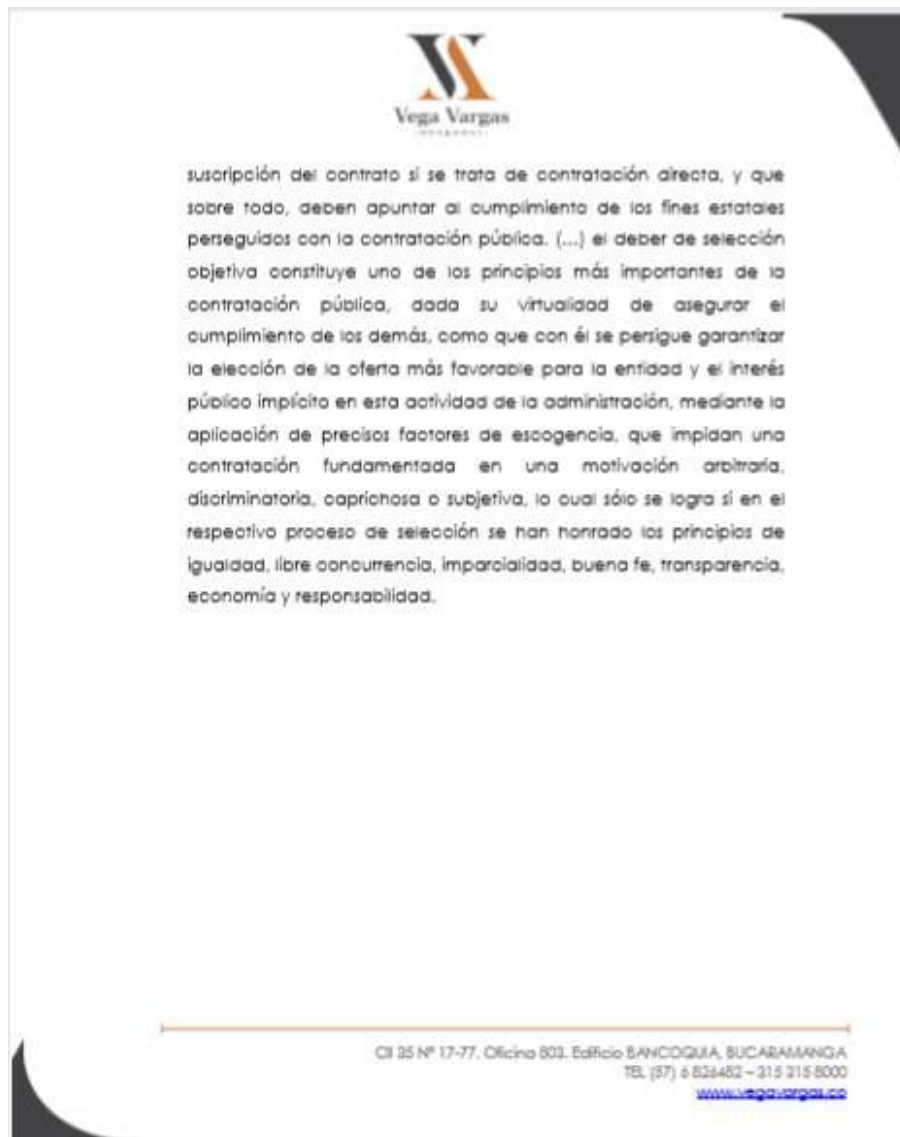 Vega Vargas
suscripción del contrato si se trata de contratación directa, y que
sobre todo, deben apuntar al cumplimiento de los fines estatales
perseguidos con la contratación pública. (...) el deber de selección
objetiva constituye uno de los principios más importantes de la
contratación pública, dada su virtualidad de asegurar el
cumplimiento de los demás, como que con él se persigue garantizar
la elección de la oferta más favorable para la entidad y el interés
público implícito en esta actividad de la administración, mediante la
aplicación de precisos factores de escogencia, que impidan una
contratación fundamentada en una motivación arbitraria,
discriminatoria, caprichosa o subjetiva, lo cual sólo se logra si en el
respectivo proceso de selección se han honrado los principios de
igualdad, libre concurrencia, imparcialidad, buena fe, transparencia,
economía y responsabilidad.
Cll 35 Nº 17-77. Oficina 803. Edificio BANCOQUIA, BUCARAMANGA
TEL (57) 6 826482 – 315 315 8000
www.vegavargas.co